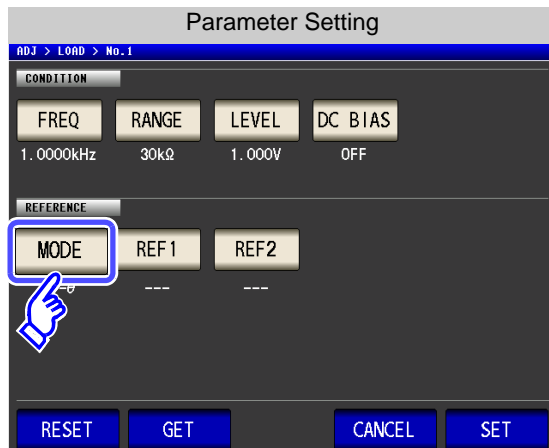 Parameter Setting
ADJ > LOAD > No.1
CONDITION
FREQ RANGE LEVEL DC BIAS
1.0000kHz 30kΩ 1.000V OFF
REFERENCE
MODE REF1 REF2
-θ --- ---
RESET GET CANCEL SET